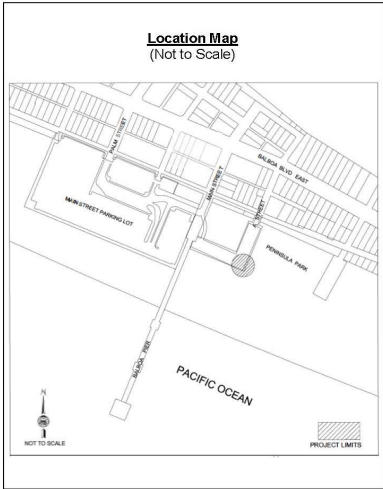 Location Map
(Not to Scale)
PALM STREET
MAIN STREET
BALBOA BLVD EAST
A STREET
MAIN STREET PARKING LOT
PENINSULA PARK
BALBOA PIER
PACIFIC OCEAN
N
NOT TO SCALE
PROJECT LIMITS